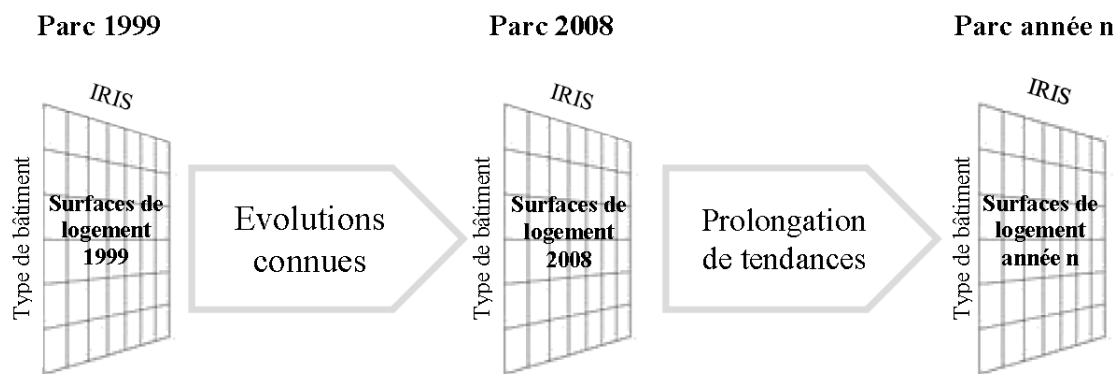 Parc 1999
Parc 2008
Parc année n
IRIS
Type de bâtiment
Surfaces de
logement
1999
Evolutions
connues
IRIS
Type de bâtiment
Surfaces de
logement
2008
Prolongation
de tendances
IRIS
Type de bâtiment
Surfaces de
logement
année n